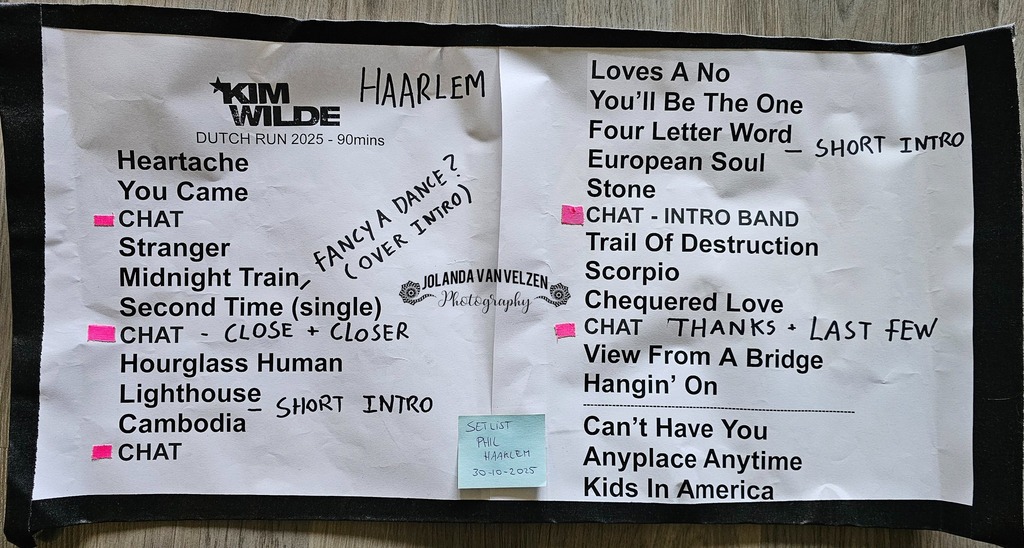 KIM
WILDE
HAARLEM
DUTCH RUN 2025 - 90mins
Heartache
You Came
CHAT
Stranger
Midnight Train
FANCY A DANCE?
(OVER INTRO)
Second Time (single)
CHAT - CLOSE + CLOSER
Hourglass Human
Lighthouse
Cambodia - SHORT INTRO
CHAT
JOLANDA VAN VELZEN
Photography
SETLIST
PHIL
HAARLEM
30-10-2025
Loves A No
You'll Be The One
Four Letter Word - SHORT INTRO
European Soul
Stone
CHAT - INTRO BAND
Trail Of Destruction
Scorpio
Chequered Love
CHAT THANKS + LAST FEW
View From A Bridge
Hangin' On
Can't Have You
Anyplace Anytime
Kids In America